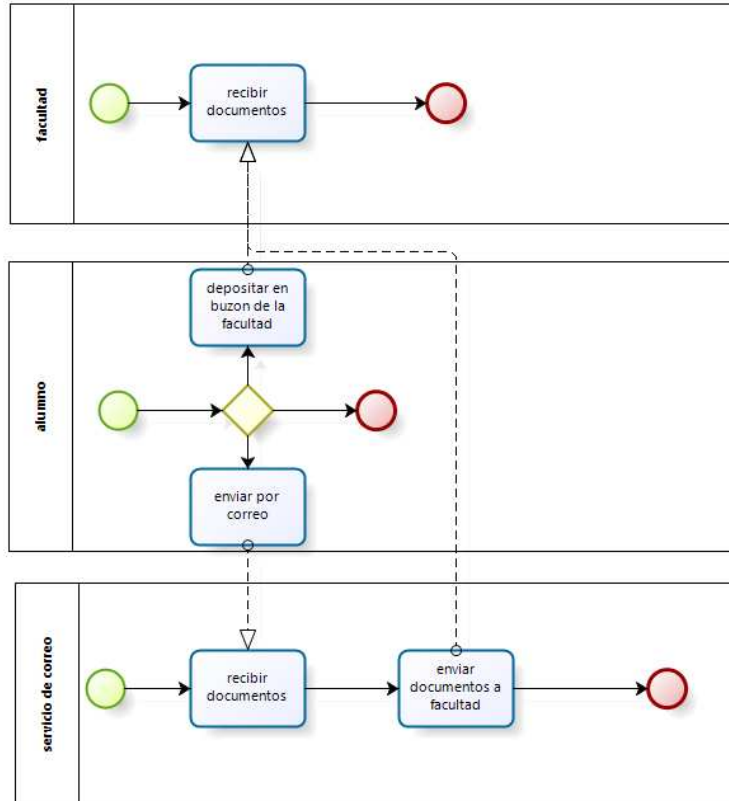 facultad
recibir
documentos
alumno
depositar en
buzon de la
facultad
enviar por
correo
servicio de correo
recibir
documentos
enviar
documentos a
facultad